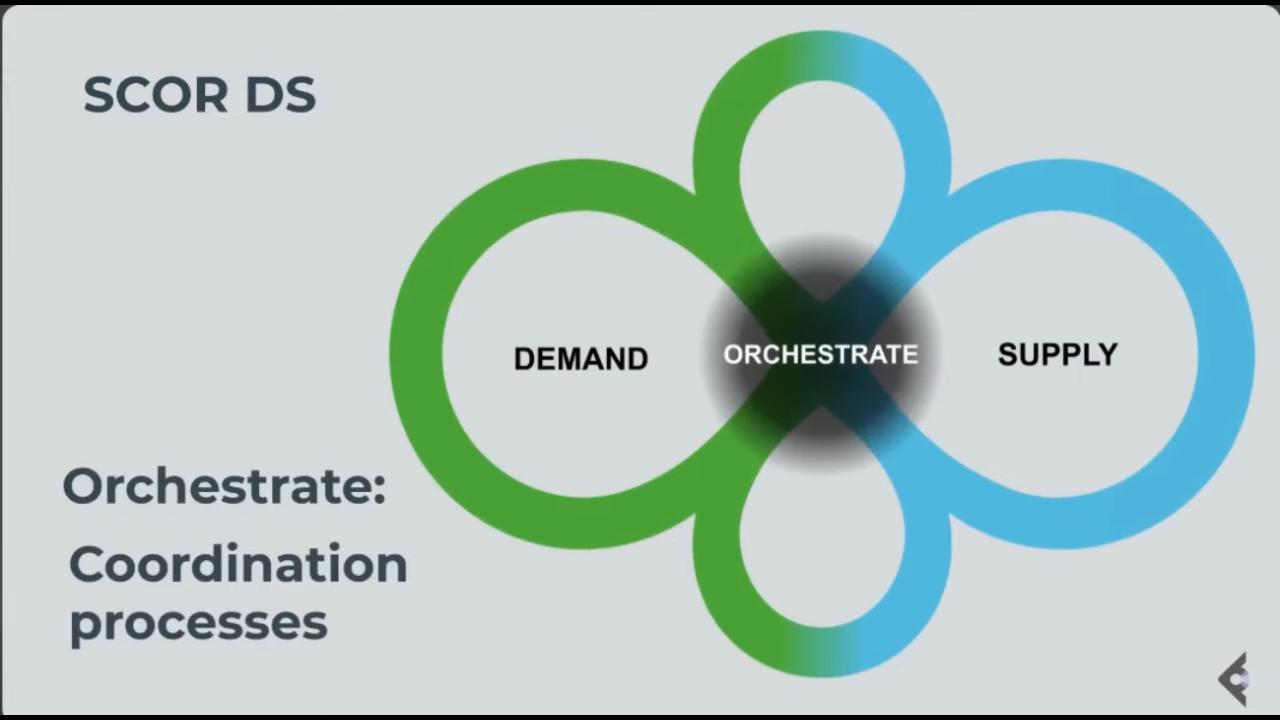 SCOR DS
DEMAND
ORCHESTRATE
SUPPLY
Orchestrate:
Coordination
processes